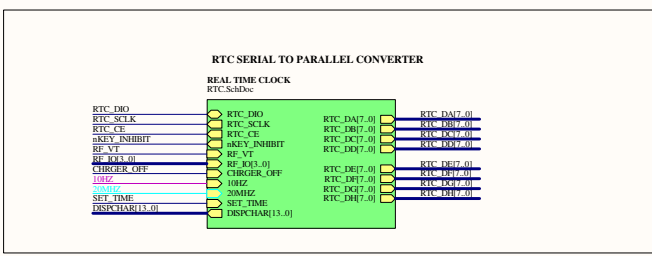 RTC SERIAL TO PARALLEL CONVERTER
REAL TIME CLOCK
RTC.SchDoc
RTC_DIO RTC_DIO RTC_DA[7..0] RTC_DA[7..0]
RTC_SCLK RTC_SCLK RTC_DB[7..0] RTC_DB[7..0]
RTC_CE RTC_CE RTC_DC[7..0] RTC_DC[7..0]
nKEY_INHIBIT nKEY_INHIBIT RTC_DD[7..0] RTC_DD[7..0]
RF_VT RF_VT
RF_IO[3..0] RF_IO[3..0] RTC_DE[7..0] RTC_DE[7..0]
CHRGER_OFF CHRGER_OFF RTC_DF[7..0] RTC_DF[7..0]
10HZ 10HZ RTC_DG[7..0] RTC_DG[7..0]
20MHZ 20MHZ RTC_DH[7..0] RTC_DH[7..0]
SET_TIME SET_TIME
DISPCHAR[13..0] DISPCHAR[13..0]